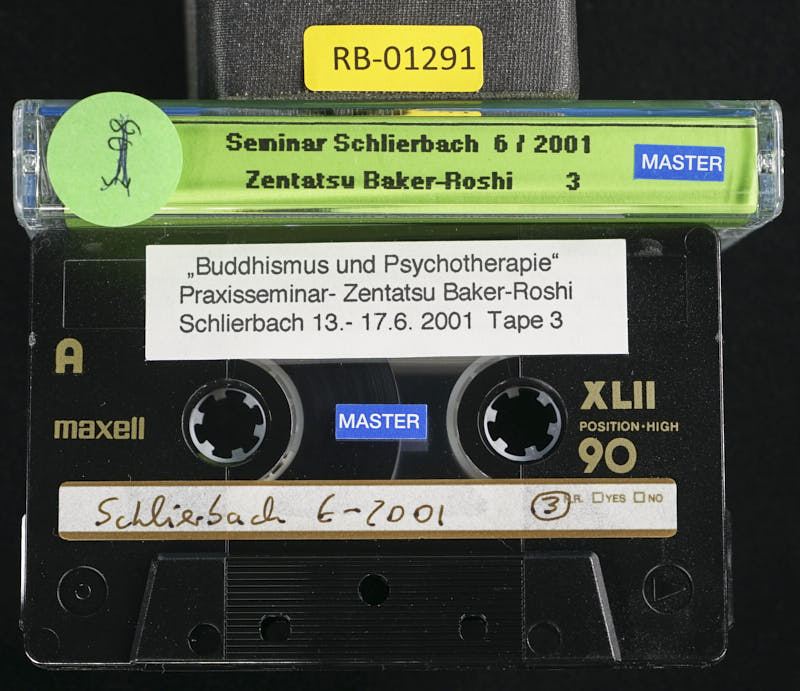 RB-01291
Seminar Schlierbach 6 / 2001
Zentatsu Baker-Roshi 3
MASTER
„Buddhismus und Psychotherapie“
Praxisseminar- Zentatsu Baker-Roshi
Schlierbach 13.- 17.6. 2001 Tape 3
A
maxell
MASTER
XLII
POSITION·HIGH
90
Schlierbach 6-2001 3
N.R. YES NO